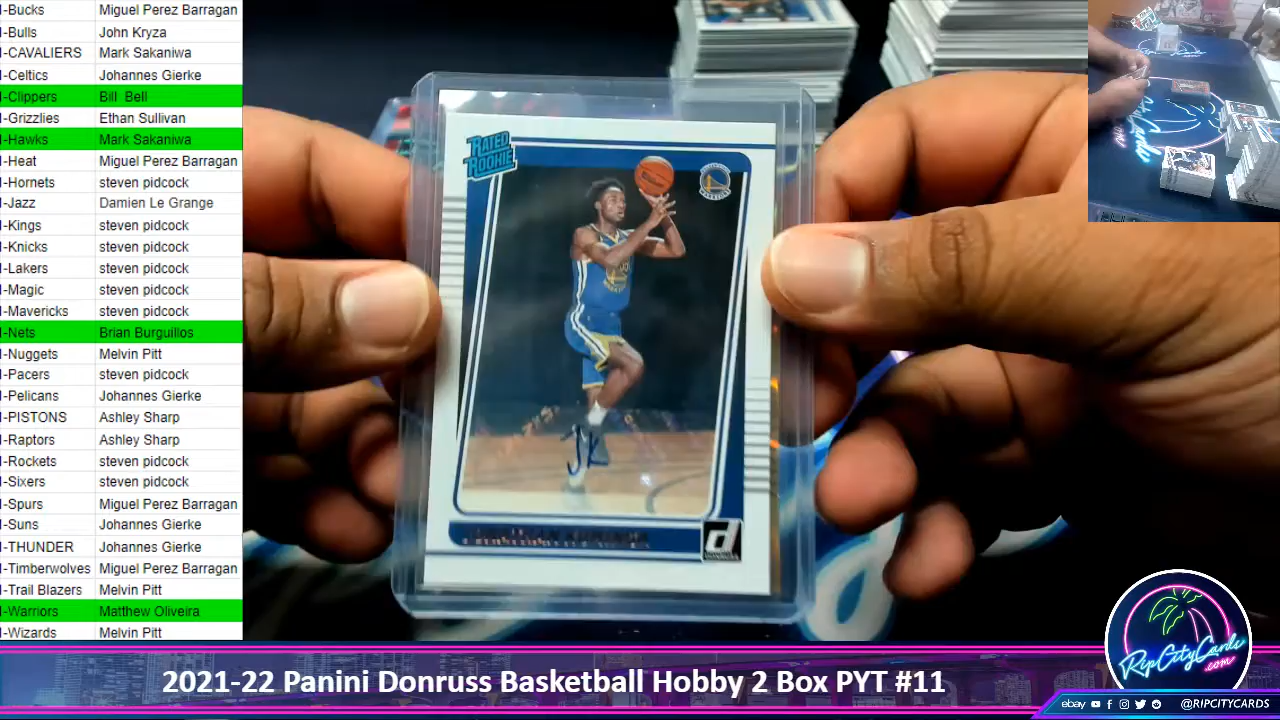 I-Bucks Miguel Perez Barragan
I-Bulls John Kryza
I-CAVALIERS Mark Sakaniwa
I-Celtics Johannes Gierke
I-Clippers Bill Bell
I-Grizzlies Ethan Sullivan
I-Hawks Mark Sakaniwa
I-Heat Miguel Perez Barragan
I-Hornets steven pidcock
I-Jazz Damien Le Grange
I-Kings steven pidcock
I-Knicks steven pidcock
I-Lakers steven pidcock
I-Magic steven pidcock
I-Mavericks steven pidcock
I-Nets Brian Burguillos
I-Nuggets Melvin Pitt
I-Pacers steven pidcock
I-Pelicans Johannes Gierke
I-PISTONS Ashley Sharp
I-Raptors Ashley Sharp
I-Rockets steven pidcock
I-Sixers steven pidcock
I-Spurs Miguel Perez Barragan
I-Suns Johannes Gierke
I-THUNDER Johannes Gierke
I-Timberwolves Miguel Perez Barragan
I-Trail Blazers Melvin Pitt
I-Warriors Matthew Oliveira
I-Wizards Melvin Pitt
RATED
ROOKIE
WARRIORS
d
RipCityCards
.com
2021-22 Panini Donruss Basketball Hobby 2 Box PYT #11
ebay @RIPCITYCARDS